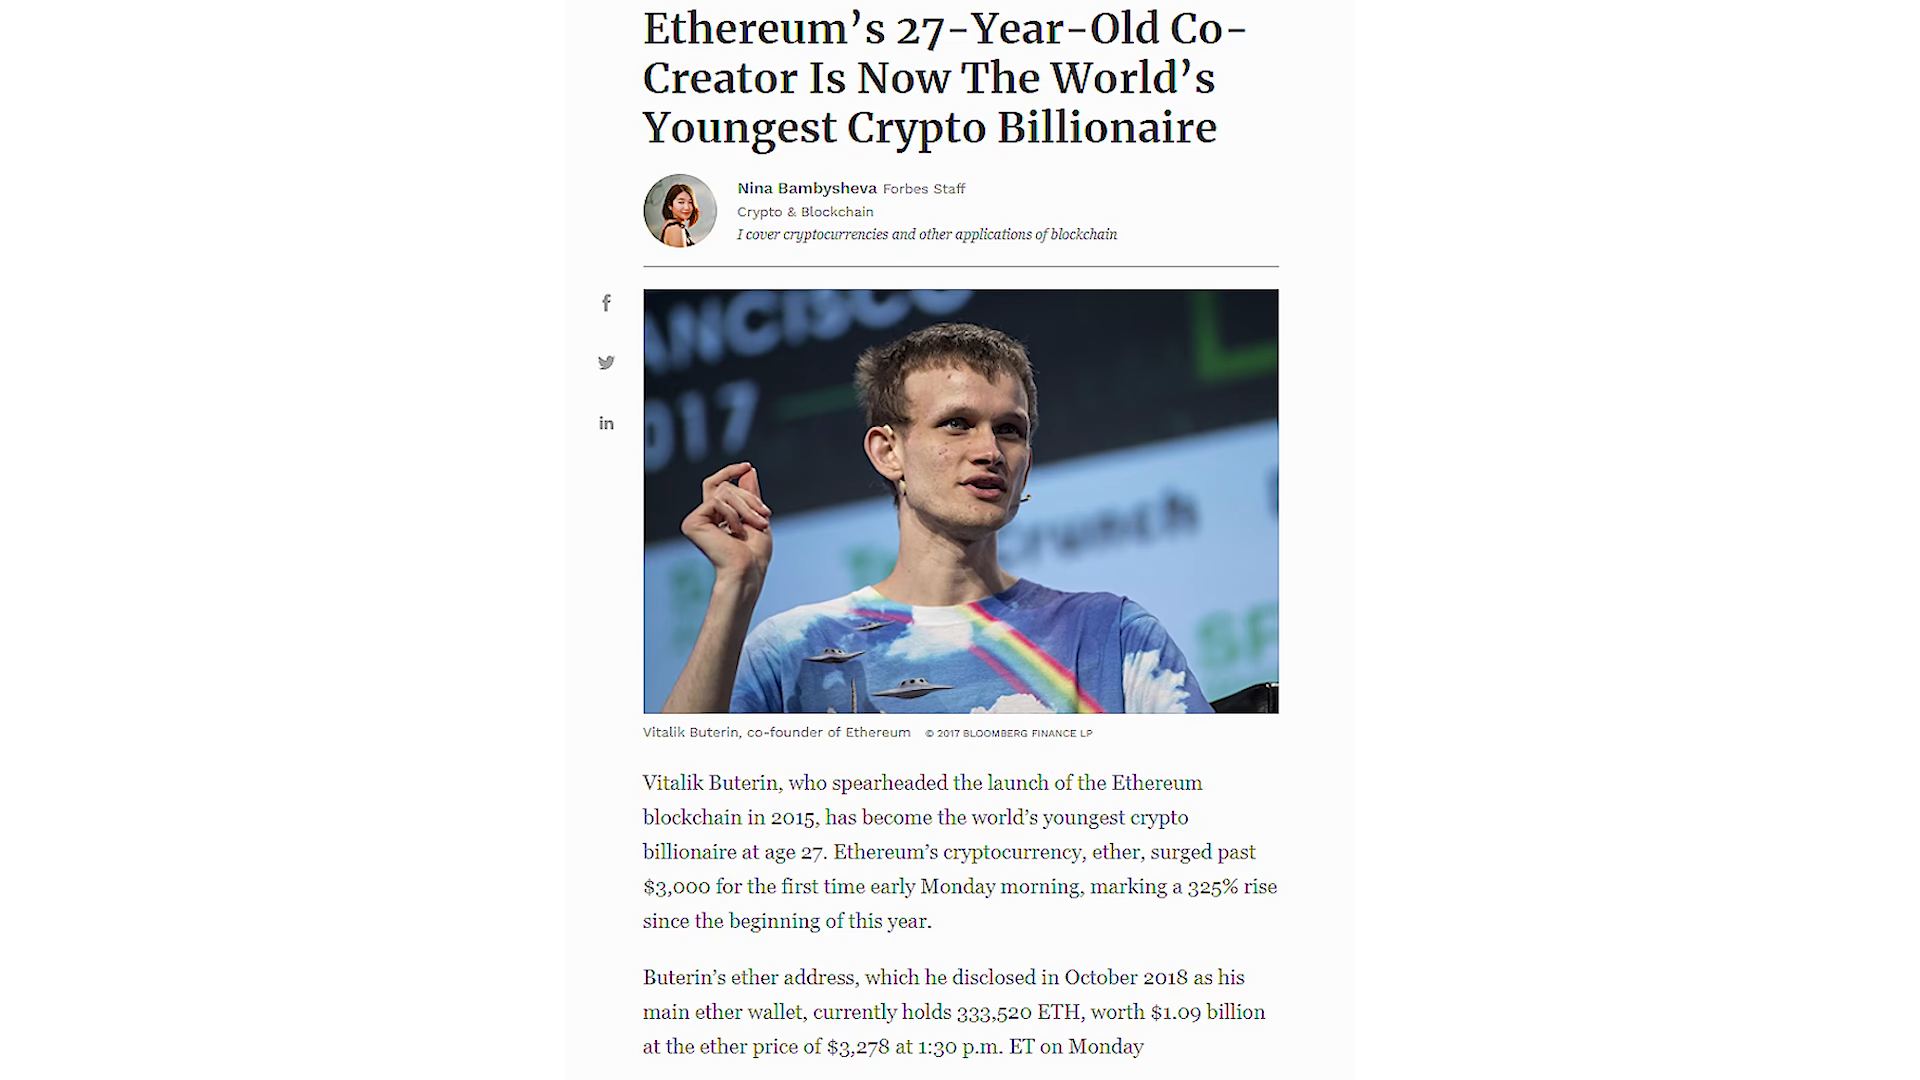 Ethereum’s 27-Year-Old Co-
Creator Is Now The World’s
Youngest Crypto Billionaire
Nina Bambysheva Forbes Staff
Crypto & Blockchain
I cover cryptocurrencies and other applications of blockchain
f
in
ANCISCO
2017
Crunch
Vitalik Buterin, co-founder of Ethereum © 2017 BLOOMBERG FINANCE LP
Vitalik Buterin, who spearheaded the launch of the Ethereum
blockchain in 2015, has become the world’s youngest crypto
billionaire at age 27. Ethereum’s cryptocurrency, ether, surged past
$3,000 for the first time early Monday morning, marking a 325% rise
since the beginning of this year.
Buterin’s ether address, which he disclosed in October 2018 as his
main ether wallet, currently holds 333,520 ETH, worth $1.09 billion
at the ether price of $3,278 at 1:30 p.m. ET on Monday